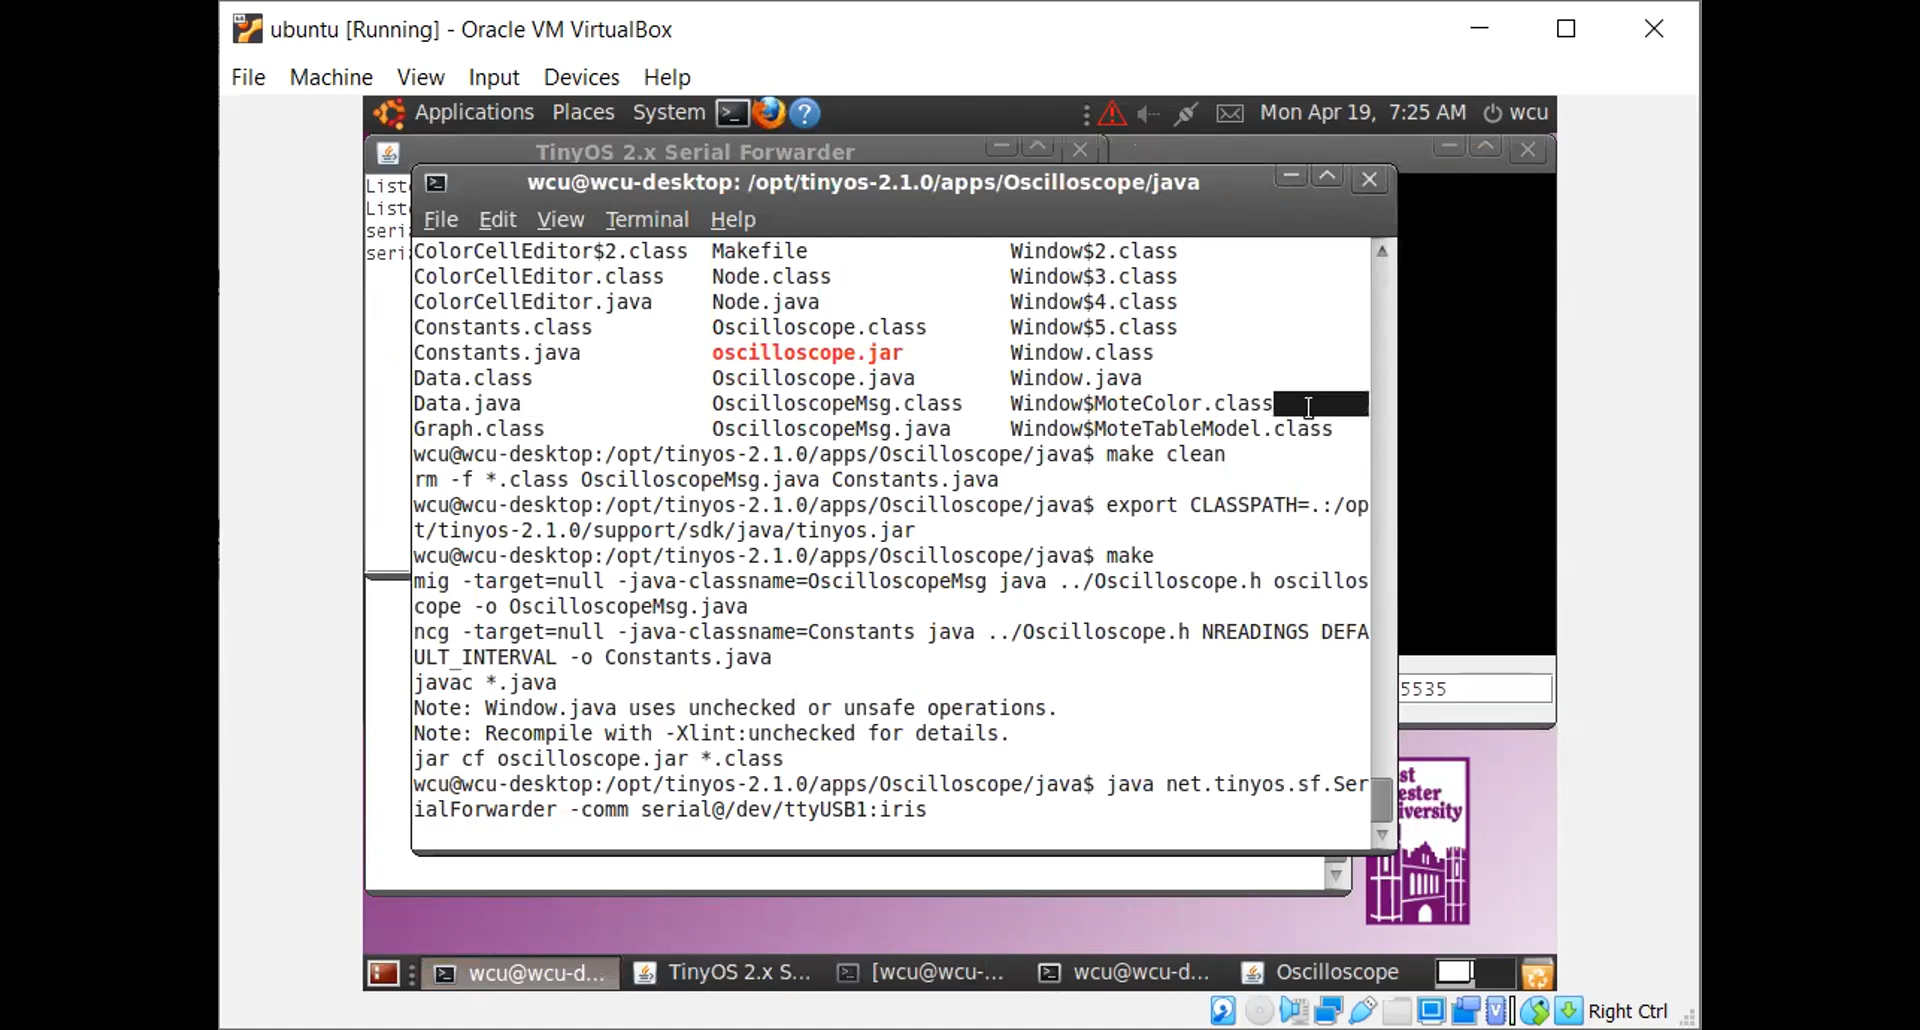 ubuntu [Running] - Oracle VM VirtualBox
File Machine View Input Devices Help
Applications Places System Mon Apr 19, 7:25 AM wcu
TinyOS 2.x Serial Forwarder
wcu@wcu-desktop: /opt/tinyos-2.1.0/apps/Oscilloscope/java
File Edit View Terminal Help
Liste
Liste
seria
seria
ColorCellEditor$2.class Makefile Window$2.class
ColorCellEditor.class Node.class Window$3.class
ColorCellEditor.java Node.java Window$4.class
Constants.class Oscilloscope.class Window$5.class
Constants.java oscilloscope.jar Window.class
Data.class Oscilloscope.java Window.java
Data.java OscilloscopeMsg.class Window$MoteColor.class
Graph.class OscilloscopeMsg.java Window$MoteTableModel.class
wcu@wcu-desktop:/opt/tinyos-2.1.0/apps/Oscilloscope/java$ make clean
rm -f *.class OscilloscopeMsg.java Constants.java
wcu@wcu-desktop:/opt/tinyos-2.1.0/apps/Oscilloscope/java$ export CLASSPATH=.:/op
t/tinyos-2.1.0/support/sdk/java/tinyos.jar
wcu@wcu-desktop:/opt/tinyos-2.1.0/apps/Oscilloscope/java$ make
mig -target=null -java-classname=OscilloscopeMsg java ../Oscilloscope.h oscillos
cope -o OscilloscopeMsg.java
ncg -target=null -java-classname=Constants java ../Oscilloscope.h NREADINGS DEFA
ULT_INTERVAL -o Constants.java
javac *.java
Note: Window.java uses unchecked or unsafe operations.
Note: Recompile with -Xlint:unchecked for details.
jar cf oscilloscope.jar *.class
wcu@wcu-desktop:/opt/tinyos-2.1.0/apps/Oscilloscope/java$ java net.tinyos.sf.Ser
ialForwarder -comm serial@/dev/ttyUSB1:iris
5535
st
ester
iversity
wcu@wcu-d... TinyOS 2.x S... [wcu@wcu-... wcu@wcu-d... Oscilloscope
Right Ctrl